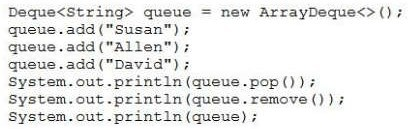 Deque<String> queue = new ArrayDeque<>();
queue.add("Susan");
queue.add("Allen");
queue.add("David");
System.out.println(queue.pop());
System.out.println(queue.remove());
System.out.println(queue);